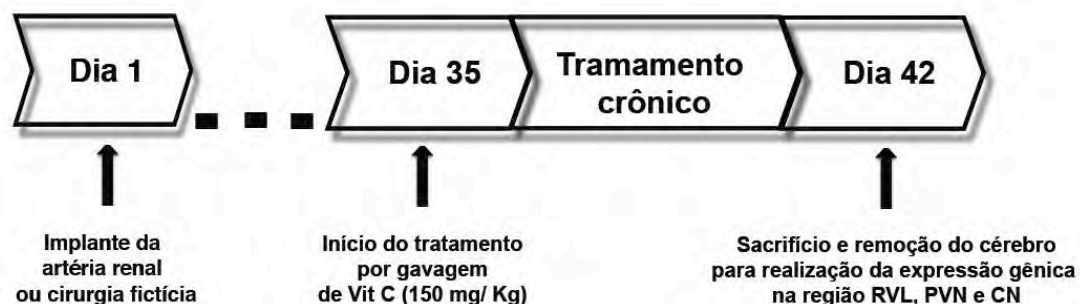 Dia 1
Dia 35
Tramamento
crônico
Dia 42
Implante da
artéria renal
ou cirurgia fictícia
Início do tratamento
por gavagem
de Vit C (150 mg/ Kg)
Sacrifício e remoção do cérebro
para realização da expressão gênica
na região RVL, PVN e CN